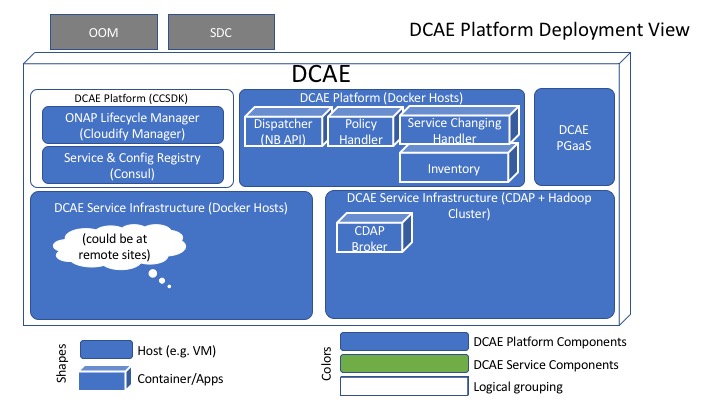 OOM
SDC
DCAE Platform Deployment View
DCAE
DCAE Platform (CCSDK)
ONAP Lifecycle Manager
(Cloudify Manager)
Service & Config Registry
(Consul)
DCAE Platform (Docker Hosts)
Dispatcher
(NB API)
Policy
Handler
Service Changing
Handler
Inventory
DCAE
PGaaS
DCAE Service Infrastructure (Docker Hosts)
(could be at
remote sites)
DCAE Service Infrastructure (CDAP + Hadoop
Cluster)
CDAP
Broker
Shapes
Host (e.g. VM)
Container/Apps
Colors
DCAE Platform Components
DCAE Service Components
Logical grouping